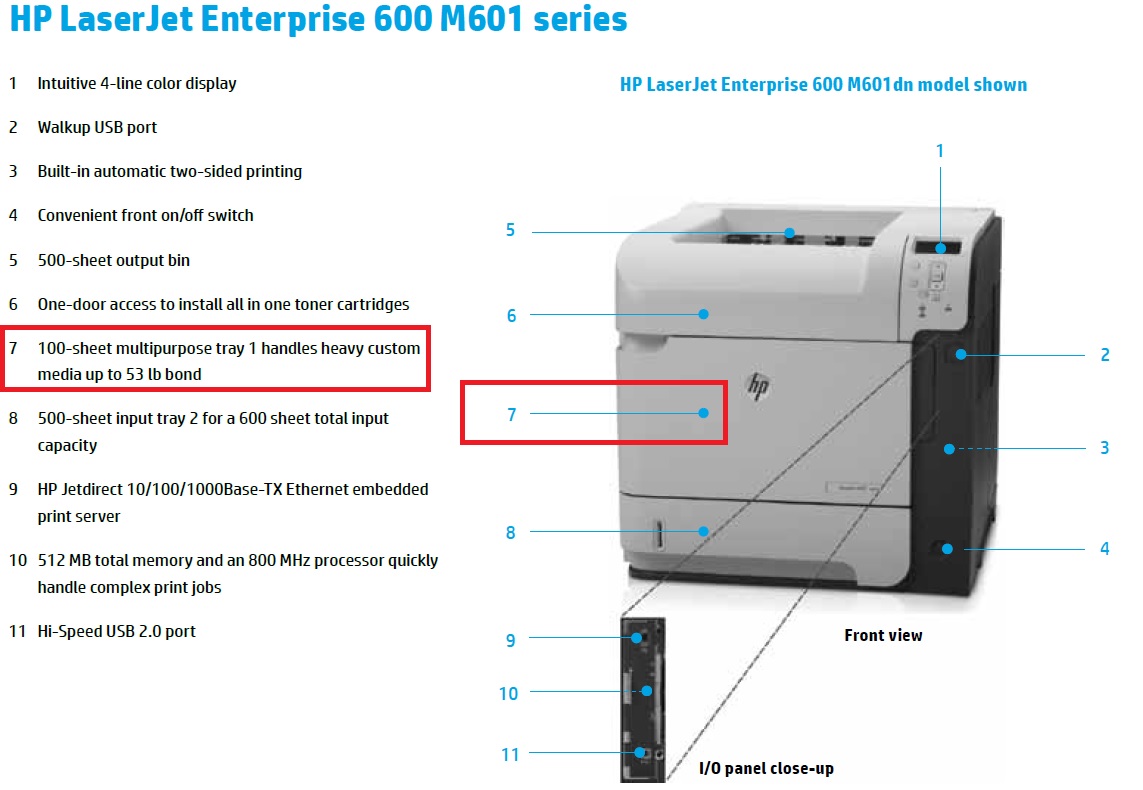 HP LaserJet Enterprise 600 M601 series
1 Intuitive 4-line color display
2 Walkup USB port
3 Built-in automatic two-sided printing
4 Convenient front on/off switch
5 500-sheet output bin
6 One-door access to install all in one toner cartridges
7 100-sheet multipurpose tray 1 handles heavy custom
media up to 53 lb bond
8 500-sheet input tray 2 for a 600 sheet total input
capacity
9 HP Jetdirect 10/100/1000Base-TX Ethernet embedded
print server
10 512 MB total memory and an 800 MHz processor quickly
handle complex print jobs
11 Hi-Speed USB 2.0 port
HP LaserJet Enterprise 600 M601dn model shown
1
5
6
2
hp
7
3
8
4
Front view
9
10
11
I/O panel close-up